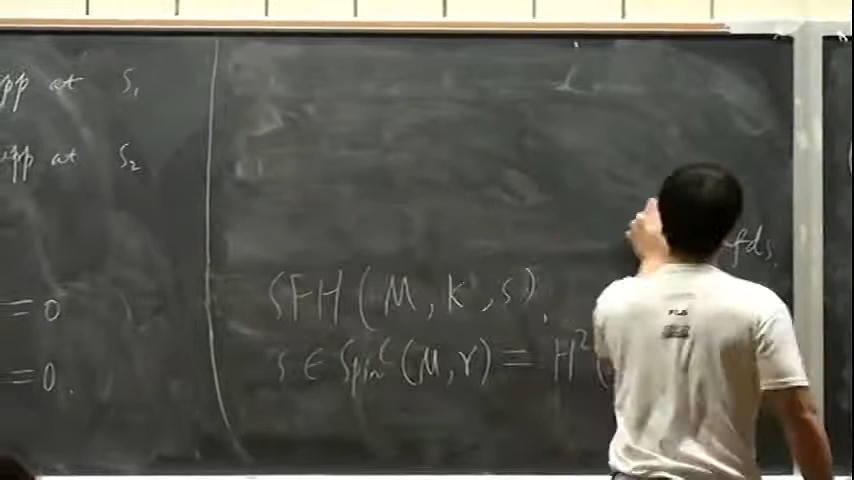 pp at S₁
pp at S₂
= 0
= 0.
fds.
SFH(M, K, s).
s ∈ Spinᶜ(M, r) = H²(